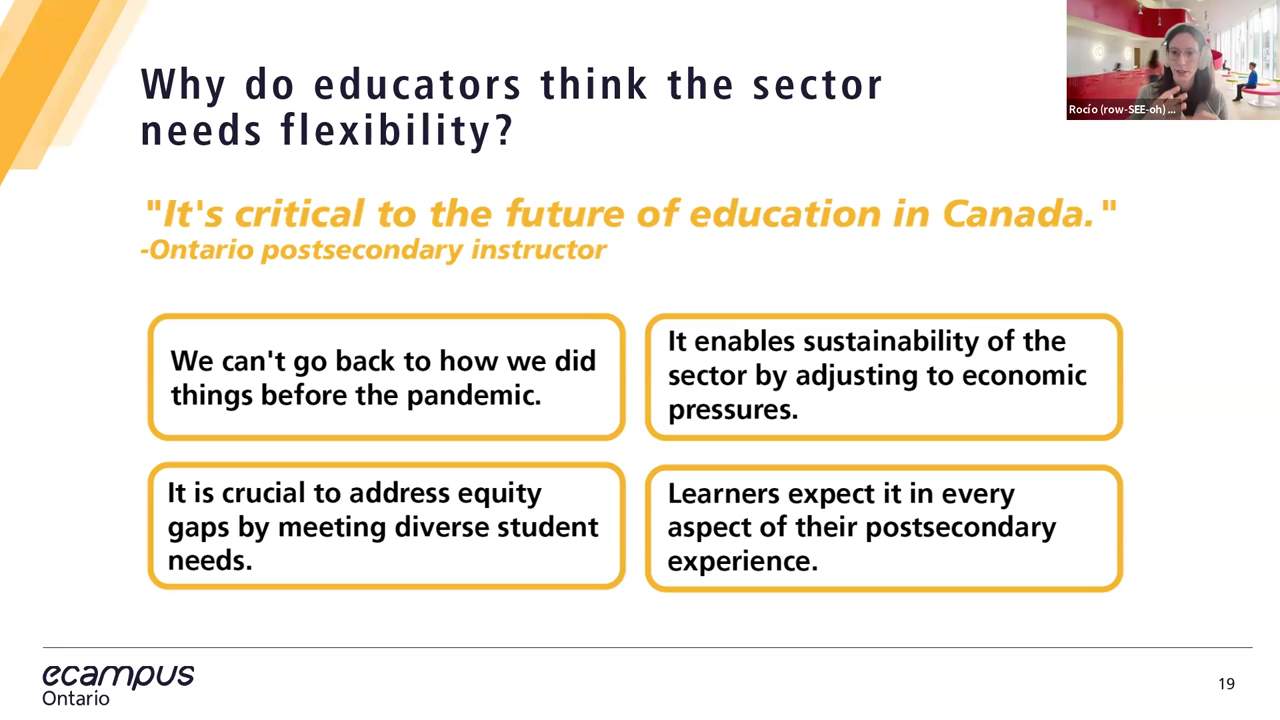 Why do educators think the sector
needs flexibility?
Rocío (row-SEE-oh) ...
"It's critical to the future of education in Canada."
-Ontario postsecondary instructor
We can't go back to how we did
things before the pandemic.
It enables sustainability of the
sector by adjusting to economic
pressures.
It is crucial to address equity
gaps by meeting diverse student
needs.
Learners expect it in every
aspect of their postsecondary
experience.
ecampus
Ontario
19